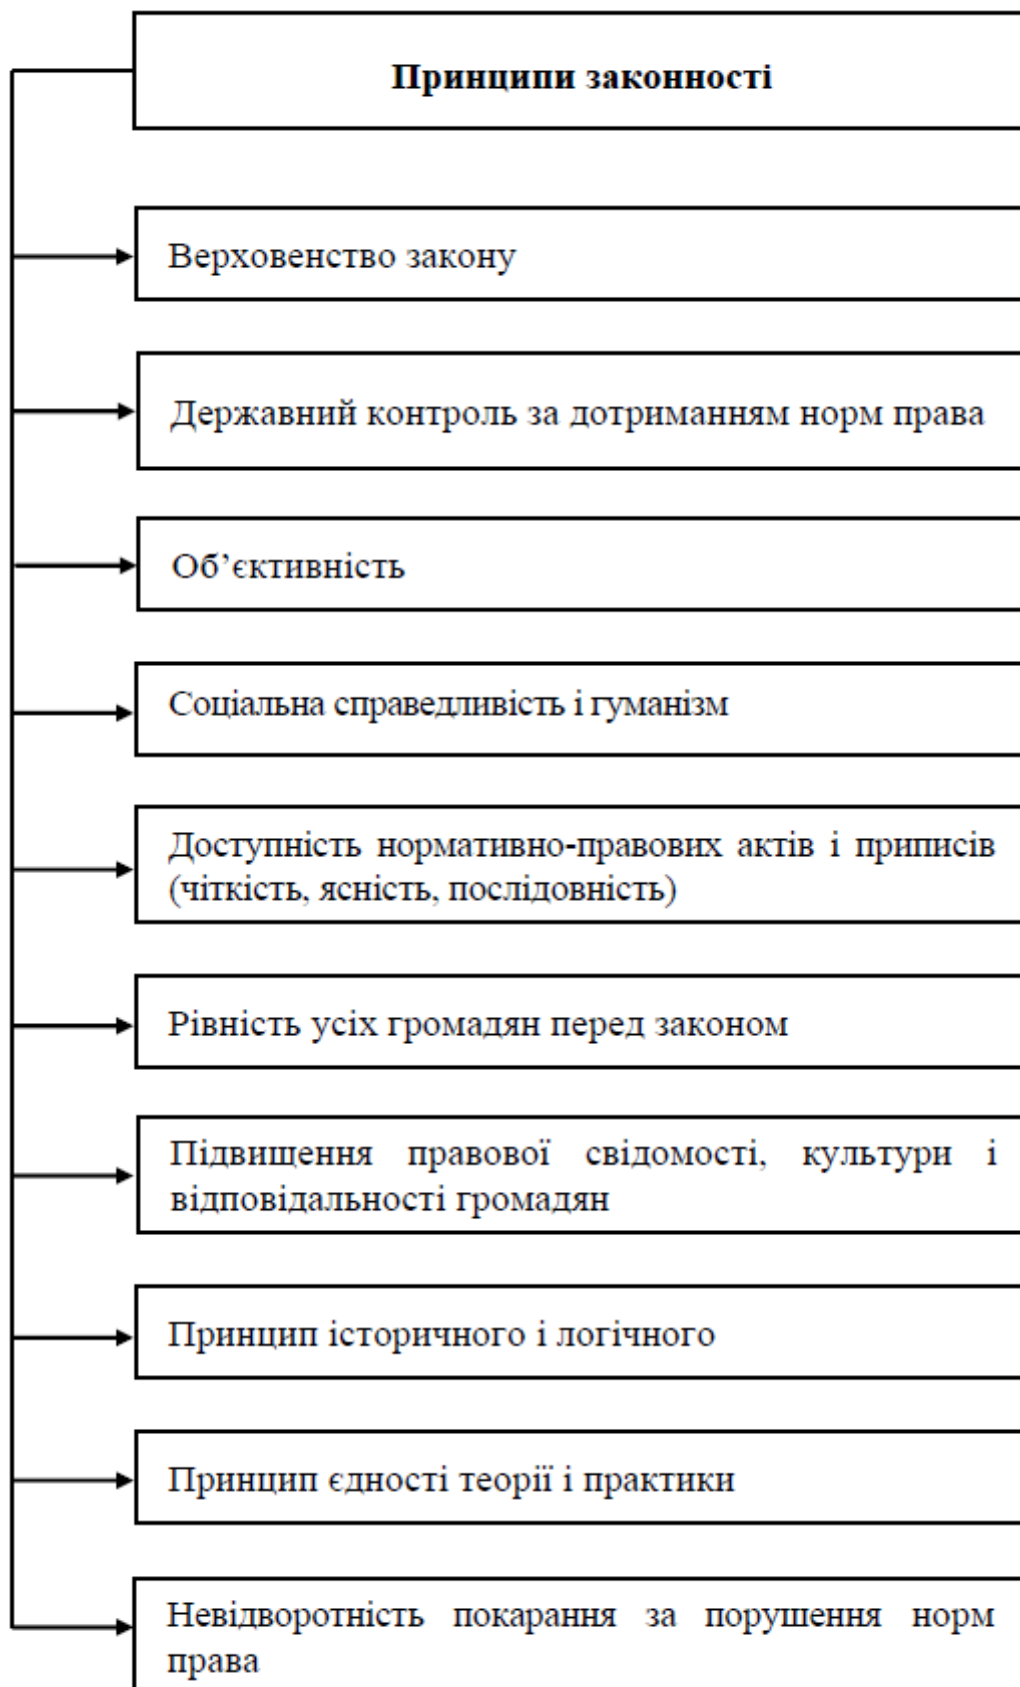 Принципи законності
Верховенство закону
Державний контроль за дотриманням норм права
Об’єктивність
Соціальна справедливість і гуманізм
Доступність нормативно-правових актів і приписів
(чіткість, ясність, послідовність)
Рівність усіх громадян перед законом
Підвищення правової свідомості, культури і
відповідальності громадян
Принцип історичного і логічного
Принцип єдності теорії і практики
Невідворотність покарання за порушення норм
права